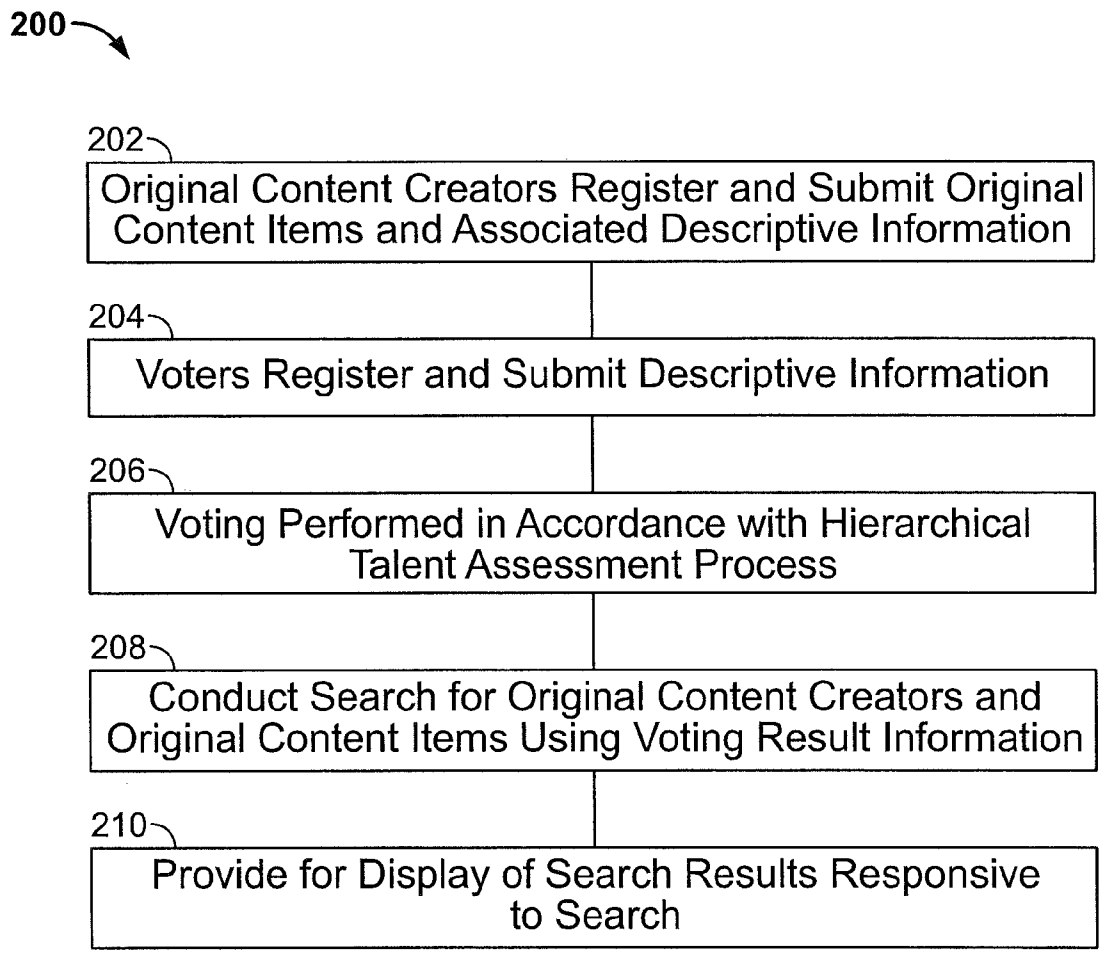 200
202
Original Content Creators Register and Submit Original
Content Items and Associated Descriptive Information
204
Voters Register and Submit Descriptive Information
206
Voting Performed in Accordance with Hierarchical
Talent Assessment Process
208
Conduct Search for Original Content Creators and
Original Content Items Using Voting Result Information
210
Provide for Display of Search Results Responsive
to Search